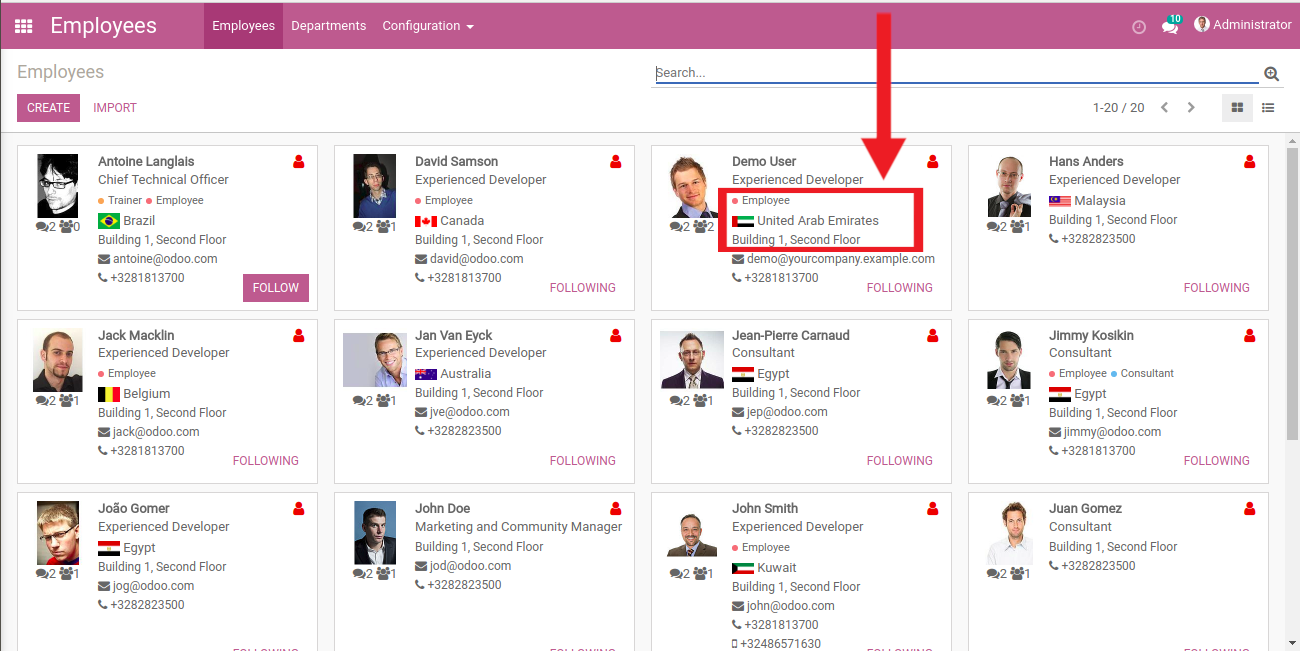 Employees Employees Departments Configuration 10 Administrator
Employees Search...
CREATE IMPORT 1-20 / 20
Antoine Langlais
Chief Technical Officer
Trainer Employee
Brazil
2 0
Building 1, Second Floor
antoine@odoo.com
+3281813700
FOLLOW
David Samson
Experienced Developer
Employee
Canada
2 1
Building 1, Second Floor
david@odoo.com
+3281813700
FOLLOWING
Demo User
Experienced Developer
Employee
United Arab Emirates
2 2
Building 1, Second Floor
demo@yourcompany.example.com
+3281813700
FOLLOWING
Hans Anders
Experienced Developer
Malaysia
2 1
Building 1, Second Floor
+3282823500
FOLLOWING
Jack Macklin
Experienced Developer
Employee
Belgium
2 1
Building 1, Second Floor
jack@odoo.com
+3281813700
FOLLOWING
Jan Van Eyck
Experienced Developer
Australia
Building 1, Second Floor
2 1
jve@odoo.com
+3282823500
FOLLOWING
Jean-Pierre Carnaud
Consultant
Egypt
Building 1, Second Floor
2 1
jep@odoo.com
+3282823500
FOLLOWING
Jimmy Kosikin
Consultant
Employee Consultant
Egypt
2 1
Building 1, Second Floor
jimmy@odoo.com
+3281813700
FOLLOWING
João Gomer
Experienced Developer
Egypt
Building 1, Second Floor
2 1
jog@odoo.com
+3282823500
John Doe
Marketing and Community Manager
Building 1, Second Floor
jod@odoo.com
2 1
+3282823500
John Smith
Experienced Developer
Employee
Kuwait
2 1
Building 1, Second Floor
john@odoo.com
+3281813700
+32486571630
Juan Gomez
Consultant
Building 1, Second Floor
+3282823500
2 1